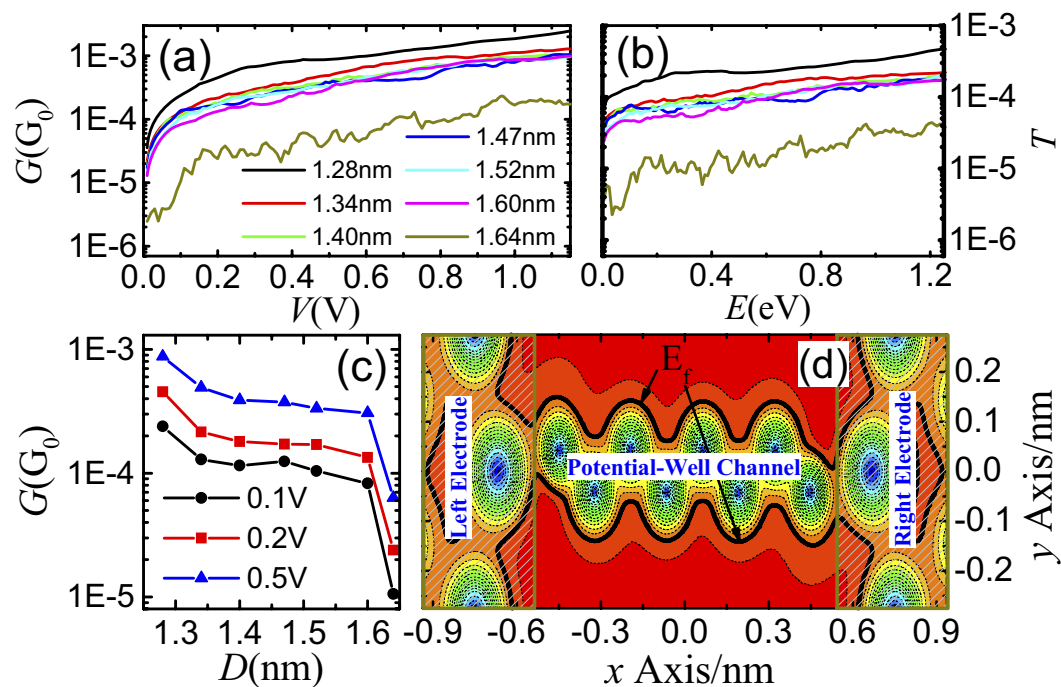 (a)
1E-3
1E-4
1E-5
1E-6
G(G₀)
0.0 0.2 0.4 0.6 0.8 1.0
V(V)
1.28nm
1.34nm
1.40nm
1.47nm
1.52nm
1.60nm
1.64nm
(b)
1E-3
1E-4
1E-5
1E-6
T
0.0 0.4 0.8 1.2
E(eV)
(c)
1E-3
1E-4
1E-5
G(G₀)
0.1V
0.2V
0.5V
1.3 1.4 1.5 1.6
D(nm)
(d)
E_f
Left Electrode
Potential-Well Channel
Right Electrode
0.2
0.1
0.0
-0.1
-0.2
y Axis/nm
-0.9 -0.6 -0.3 0.0 0.3 0.6 0.9
x Axis/nm